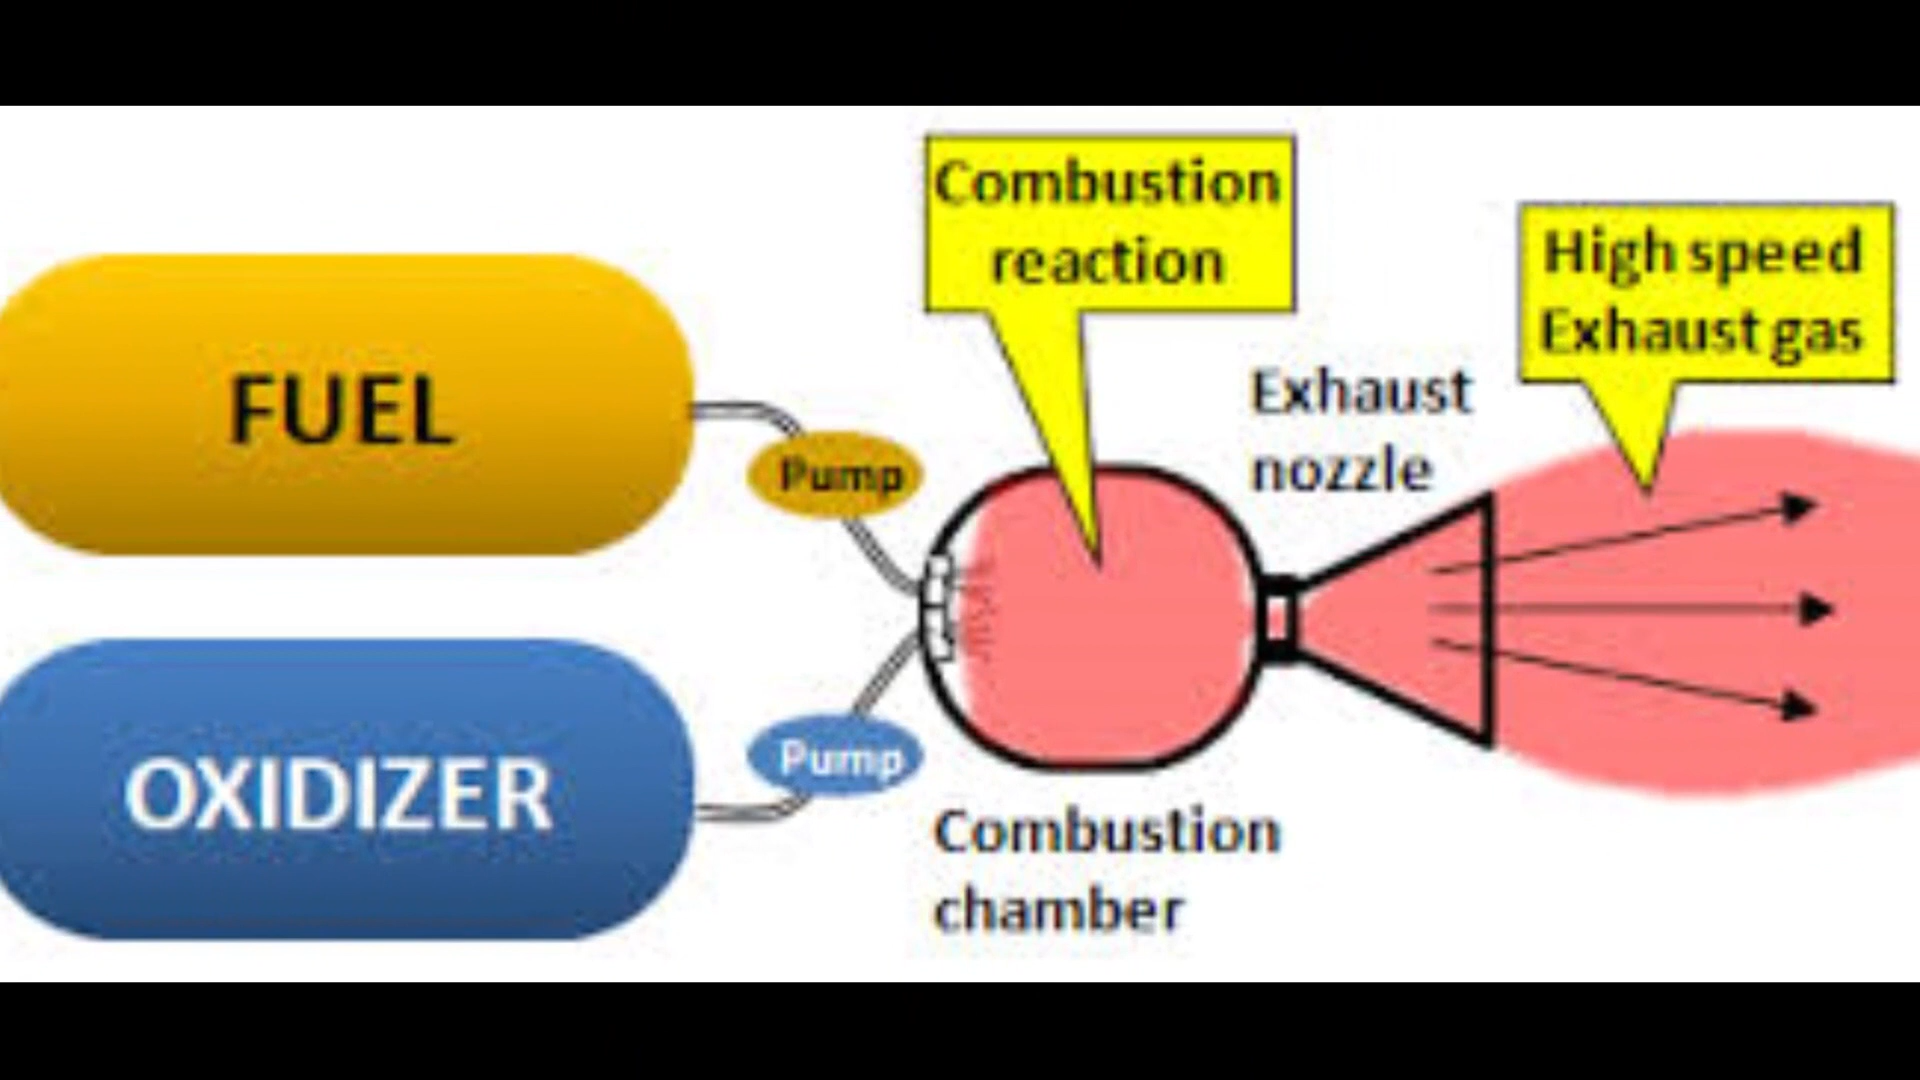 Combustion
reaction
High speed
Exhaust gas
FUEL
Exhaust
nozzle
Pump
OXIDIZER
Pump
Combustion
chamber